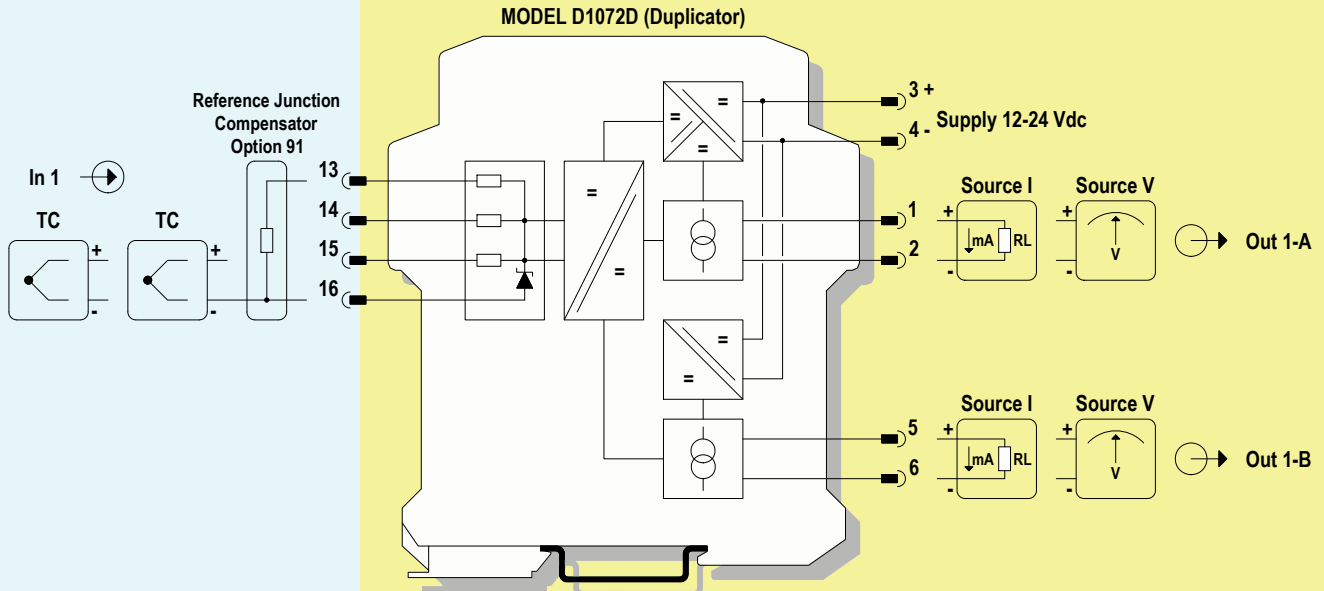 MODEL D1072D (Duplicator)
Reference Junction
Compensator
Option 91
In 1
TC
+
-
TC
+
-
13
14
15
16
=
=
=
=
=
=
=
3 +
4 -
Supply 12-24 Vdc
1
2
Source I
+
-
mA
RL
Source V
+
-
V
Out 1-A
5
6
Source I
+
-
mA
RL
Source V
+
-
V
Out 1-B